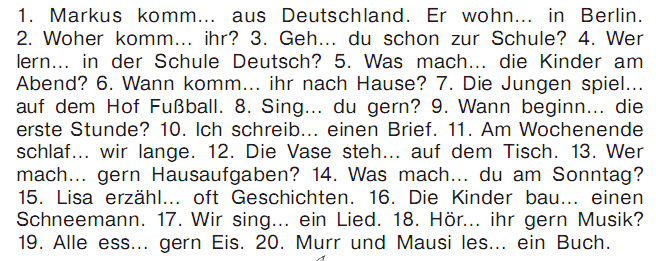 1. Markus komm... aus Deutschland. Er wohn... in Berlin.
2. Woher komm... ihr? 3. Geh... du schon zur Schule? 4. Wer
lern... in der Schule Deutsch? 5. Was mach... die Kinder am
Abend? 6. Wann komm... ihr nach Hause? 7. Die Jungen spiel...
auf dem Hof Fußball. 8. Sing... du gern? 9. Wann beginn... die
erste Stunde? 10. Ich schreib... einen Brief. 11. Am Wochenende
schlaf... wir lange. 12. Die Vase steh... auf dem Tisch. 13. Wer
mach... gern Hausaufgaben? 14. Was mach... du am Sonntag?
15. Lisa erzähl... oft Geschichten. 16. Die Kinder bau... einen
Schneemann. 17. Wir sing... ein Lied. 18. Hör... ihr gern Musik?
19. Alle ess... gern Eis. 20. Murr und Mausi les... ein Buch.